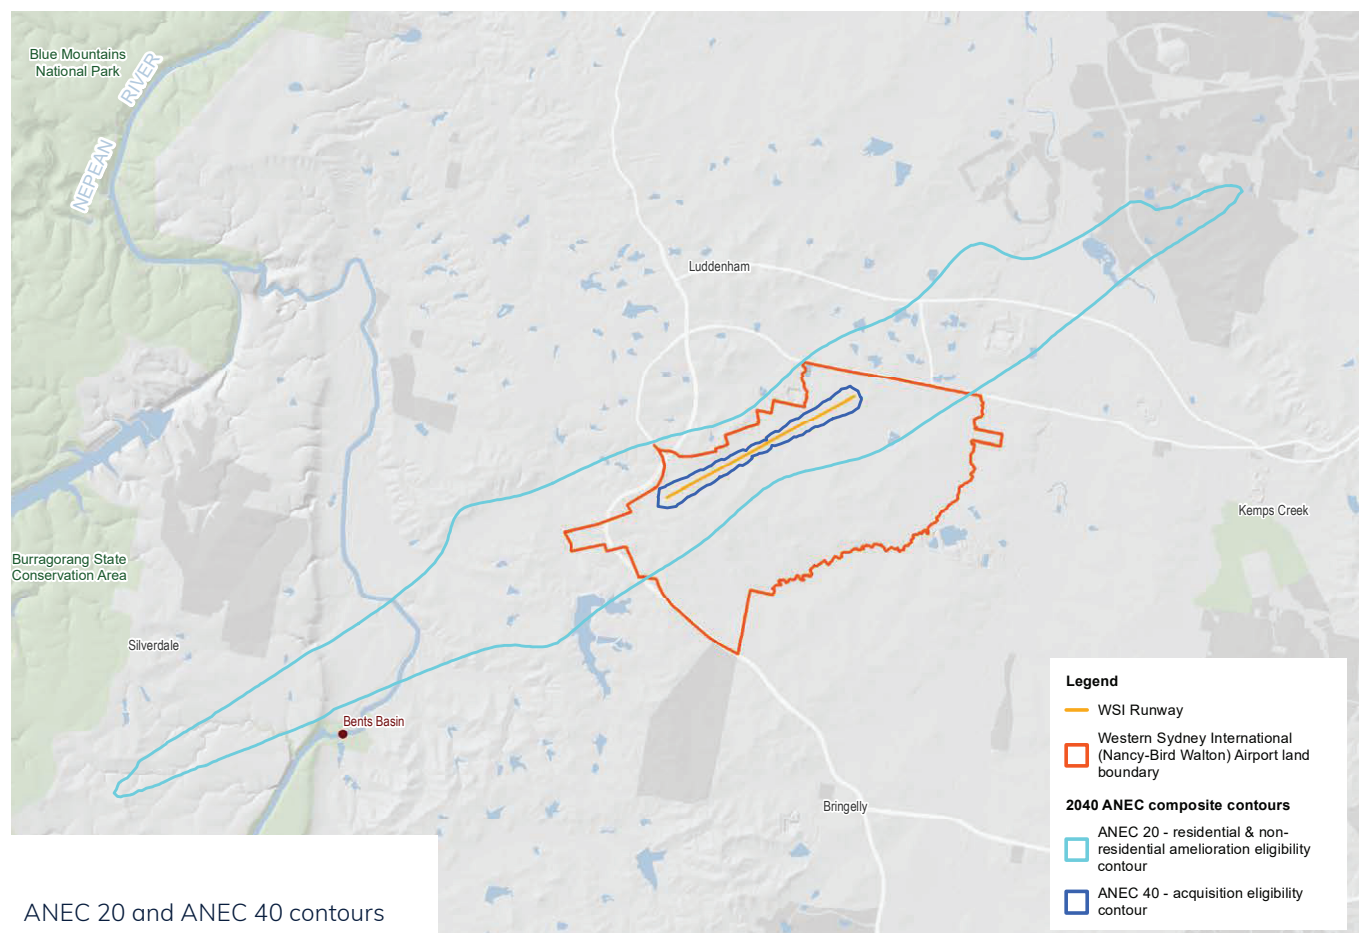 Blue Mountains
National Park
RIVER
NEPEAN
Luddenham
Kemps Creek
Burragorang State
Conservation Area
Silverdale
Bents Basin
Bringelly
Legend
WSI Runway
Western Sydney International
(Nancy-Bird Walton) Airport land
boundary
2040 ANEC composite contours
ANEC 20 - residential & non-
residential amelioration eligibility
contour
ANEC 40 - acquisition eligibility
contour
ANEC 20 and ANEC 40 contours